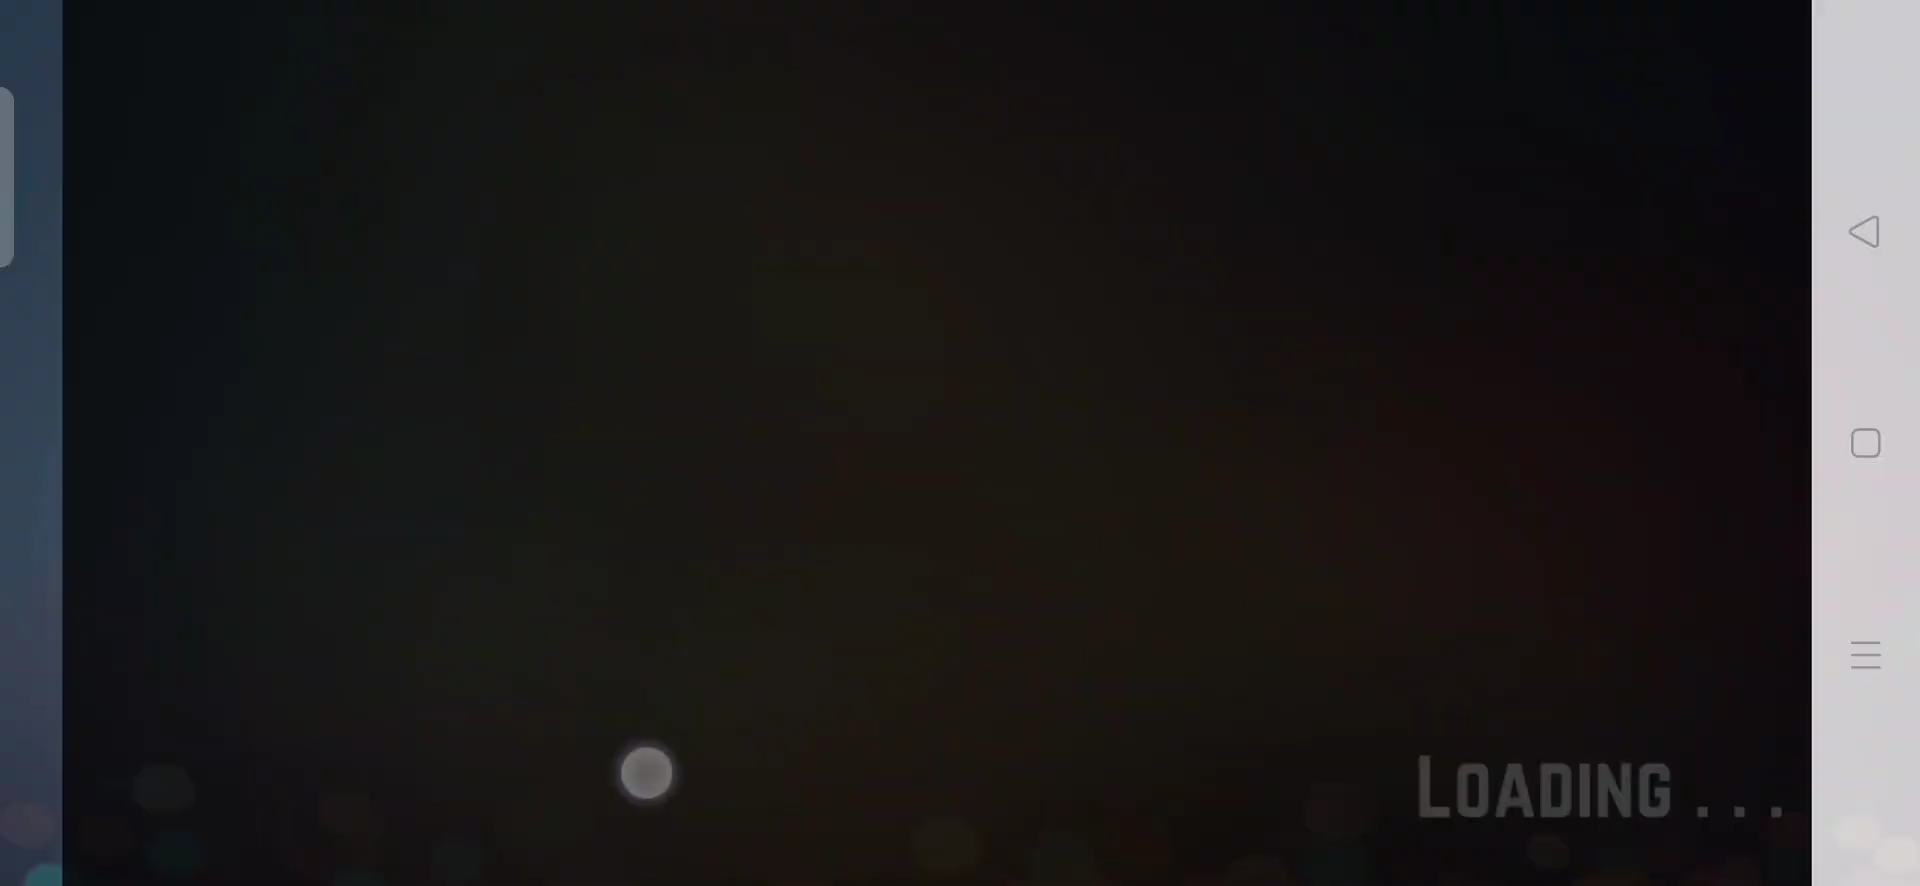 LOADING . . .